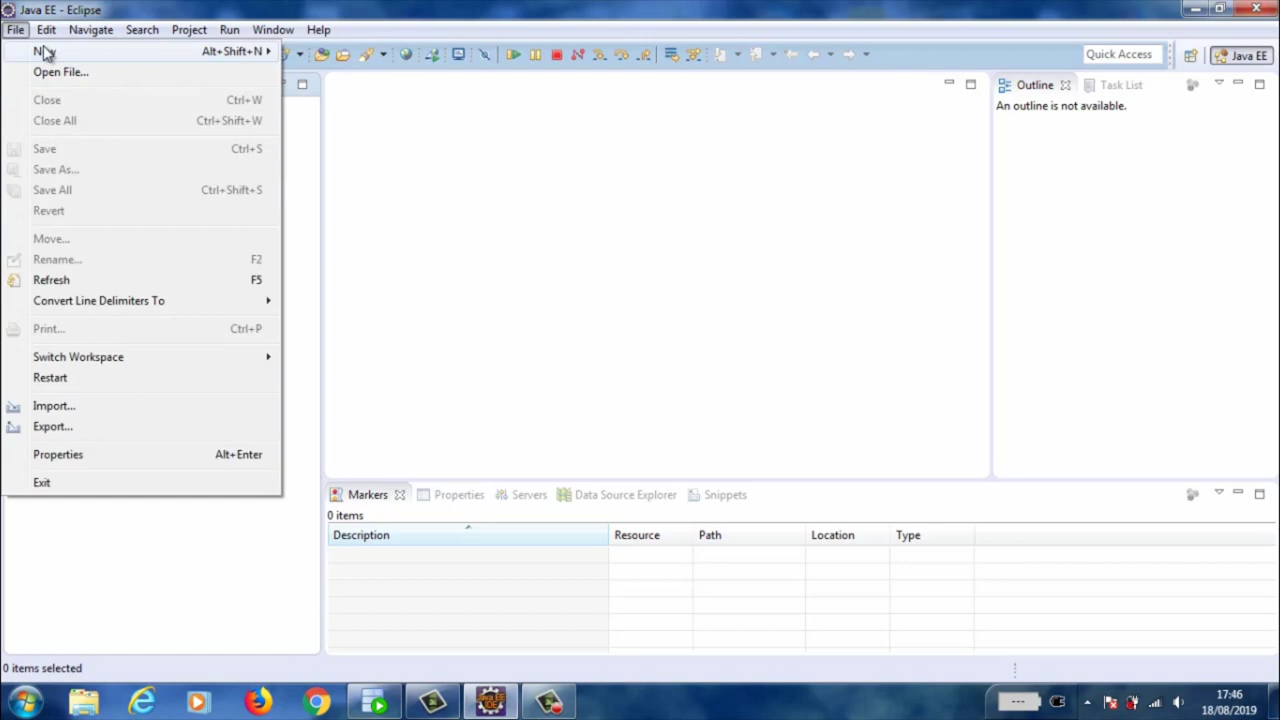 Java EE - Eclipse
File Edit Navigate Search Project Run Window Help
Alt+Shift+N
Quick Access
Java EE
Open File...
Outline
Task List
Close Ctrl+W
An outline is not available.
Close All Ctrl+Shift+W
Save Ctrl+S
Save As...
Save All Ctrl+Shift+S
Revert
Move...
Rename... F2
Refresh F5
Convert Line Delimiters To
Print... Ctrl+P
Switch Workspace
Restart
Import...
Export...
Properties Alt+Enter
Exit
Markers Properties Servers Data Source Explorer Snippets
0 items
Description Resource Path Location Type
0 items selected
Java EE
IDE
17:46
18/08/2019